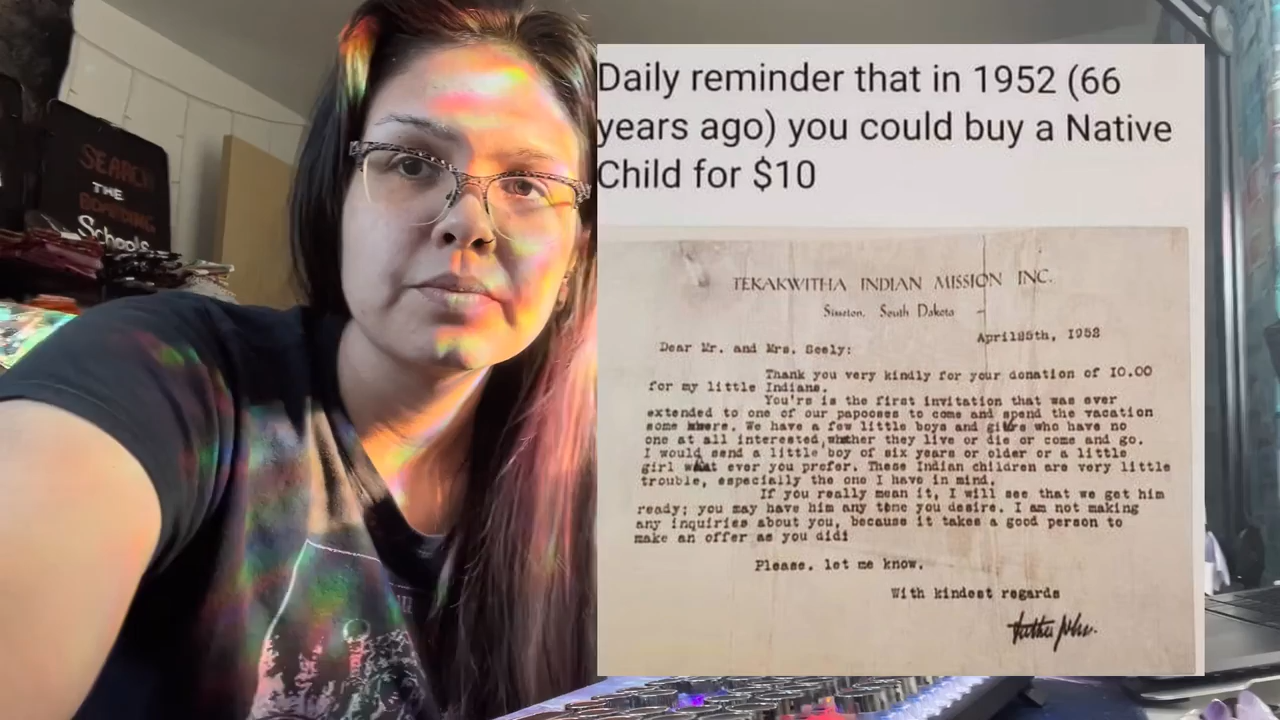 SEARCH
THE
BOARDING
Schools
Daily reminder that in 1952 (66
years ago) you could buy a Native
Child for $10
TEKAKWITHA INDIAN MISSION INC.
Sisseton, South Dakota
April25th, 1952
Dear Mr. and Mrs. Seely:
Thank you very kindly for your donation of 10.00
for my little Indians.
You're is the first invitation that was ever
extended to one of our papooses to come and spend the vacation
some where. We have a few little boys and girls who have no
one at all interested,whether they live or die or come and go.
I would send a little boy of six years or older or a little
girl what ever you prefer. These Indian children are very little
trouble, especially the one I have in mind.
If you really mean it, I will see that we get him
ready; you may have him any time you desire. I am not making
any inquiries about you, because it takes a good person to
make an offer as you did!
Please. let me know.
With kindest regards
Father John.